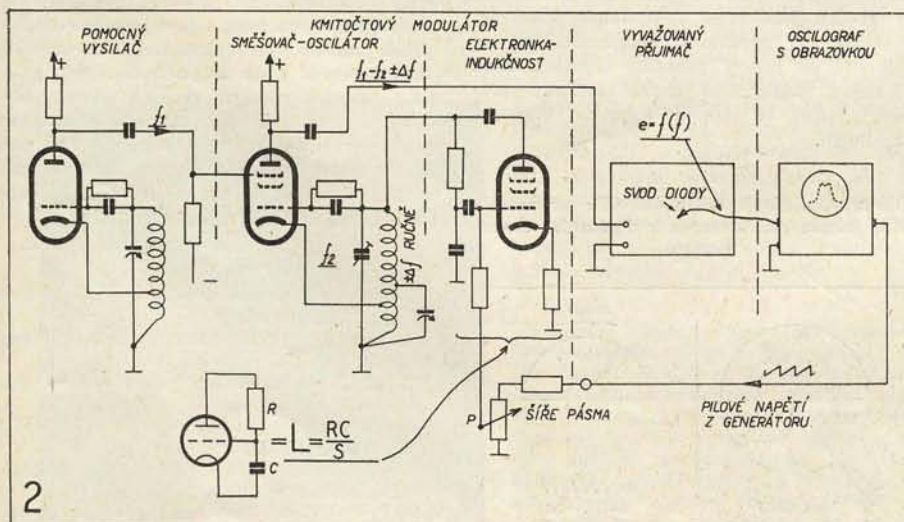 KMITOČTOVÝ MODULÁTOR
POMOCNÝ
VYSILAČ
SMĚŠOVAČ-OSCILÁTOR
ELEKTRONKA-
INDUKČNOST
VYVAŽOVANÝ
PŘIJIMAČ
OSCILOGRAF
S OBRAZOVKOU
+
+
f1
f1-f2 ±Δf
e=f(f)
SVOD DIODY
f2
±Δf RUČNĚ
–
P
ŠÍŘE PÁSMA
PILOVÉ NAPĚTÍ
Z GENERÁTORU
R
C
=L=RC/S
2